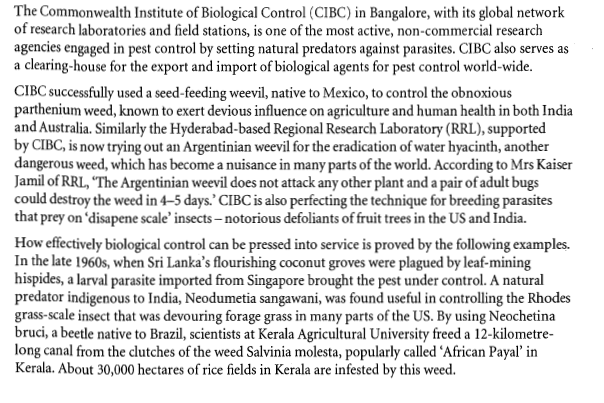 The Commonwealth Institute of Biological Control (CIBC) in Bangalore, with its global network
of research laboratories and field stations, is one of the most active, non-commercial research
agencies engaged in pest control by setting natural predators against parasites. CIBC also serves as
a clearing-house for the export and import of biological agents for pest control world-wide.
CIBC successfully used a seed-feeding weevil, native to Mexico, to control the obnoxious
parthenium weed, known to exert devious influence on agriculture and human health in both India
and Australia. Similarly the Hyderabad-based Regional Research Laboratory (RRL), supported
by CIBC, is now trying out an Argentinian weevil for the eradication of water hyacinth, another
dangerous weed, which has become a nuisance in many parts of the world. According to Mrs Kaiser
Jamil of RRL, ‘The Argentinian weevil does not attack any other plant and a pair of adult bugs
could destroy the weed in 4–5 days.’ CIBC is also perfecting the technique for breeding parasites
that prey on ‘disapene scale’ insects – notorious defoliants of fruit trees in the US and India.
How effectively biological control can be pressed into service is proved by the following examples.
In the late 1960s, when Sri Lanka’s flourishing coconut groves were plagued by leaf-mining
hispides, a larval parasite imported from Singapore brought the pest under control. A natural
predator indigenous to India, Neodumetia sangawani, was found useful in controlling the Rhodes
grass-scale insect that was devouring forage grass in many parts of the US. By using Neochetina
bruci, a beetle native to Brazil, scientists at Kerala Agricultural University freed a 12-kilometre-
long canal from the clutches of the weed Salvinia molesta, popularly called ‘African Payal’ in
Kerala. About 30,000 hectares of rice fields in Kerala are infested by this weed.